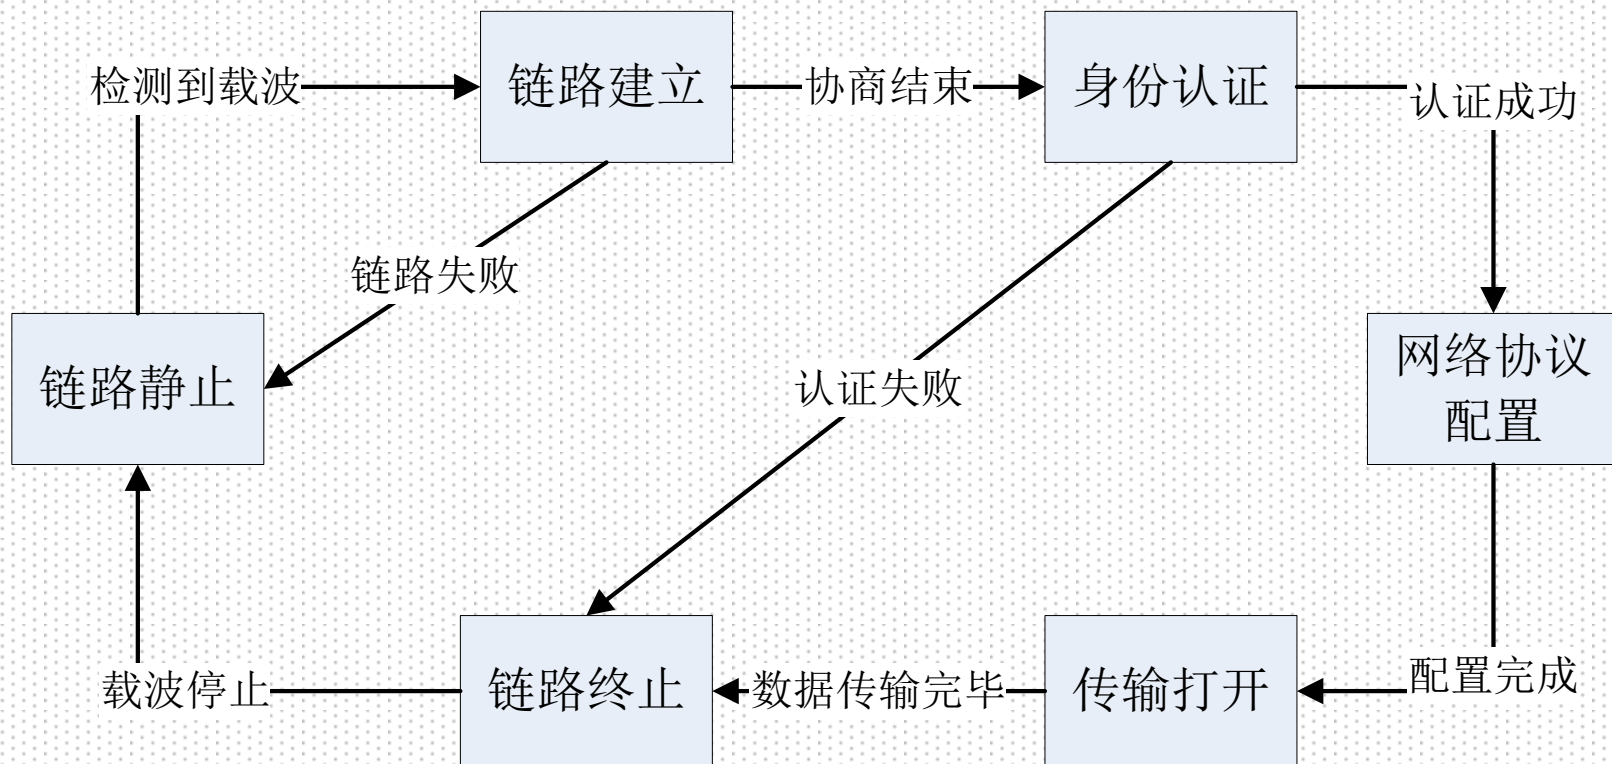 检测到载波
链路建立
协商结束
身份认证
认证成功
链路失败
链路静止
认证失败
网络协议
配置
载波停止
链路终止
数据传输完毕
传输打开
配置完成